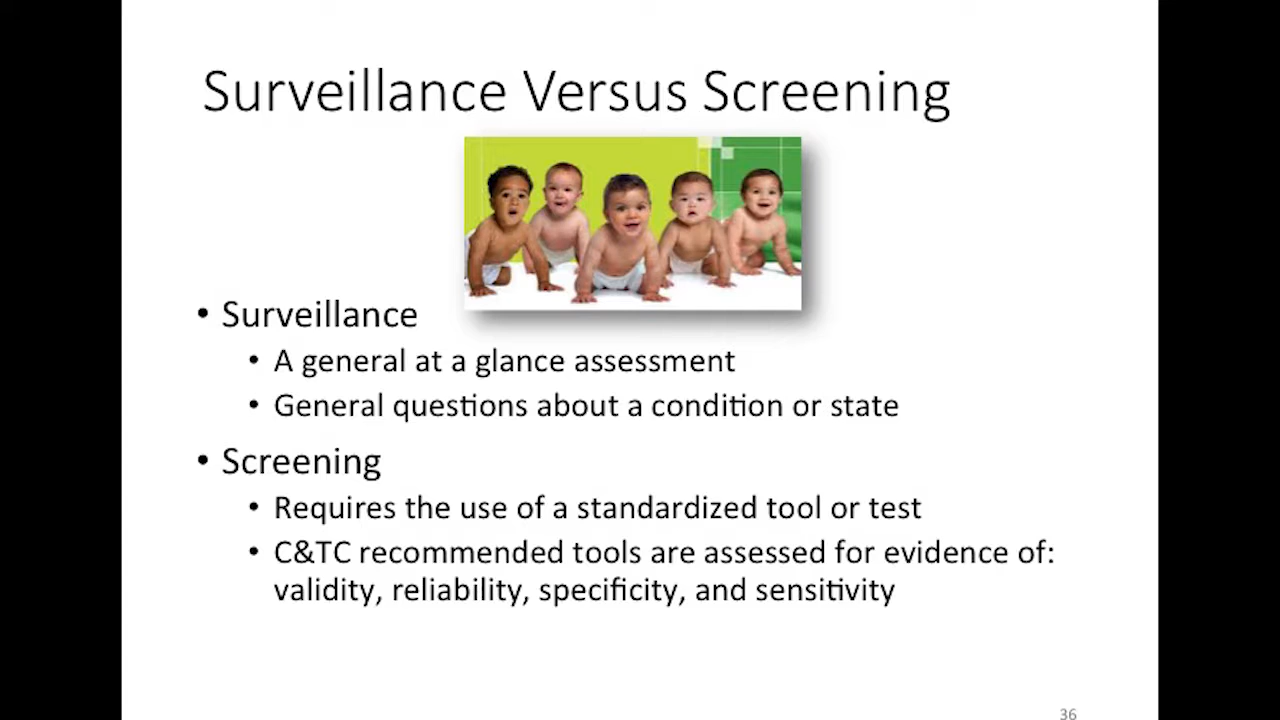 Surveillance Versus Screening
• Surveillance
• A general at a glance assessment
• General questions about a condition or state
• Screening
• Requires the use of a standardized tool or test
• C&TC recommended tools are assessed for evidence of:
validity, reliability, specificity, and sensitivity
36